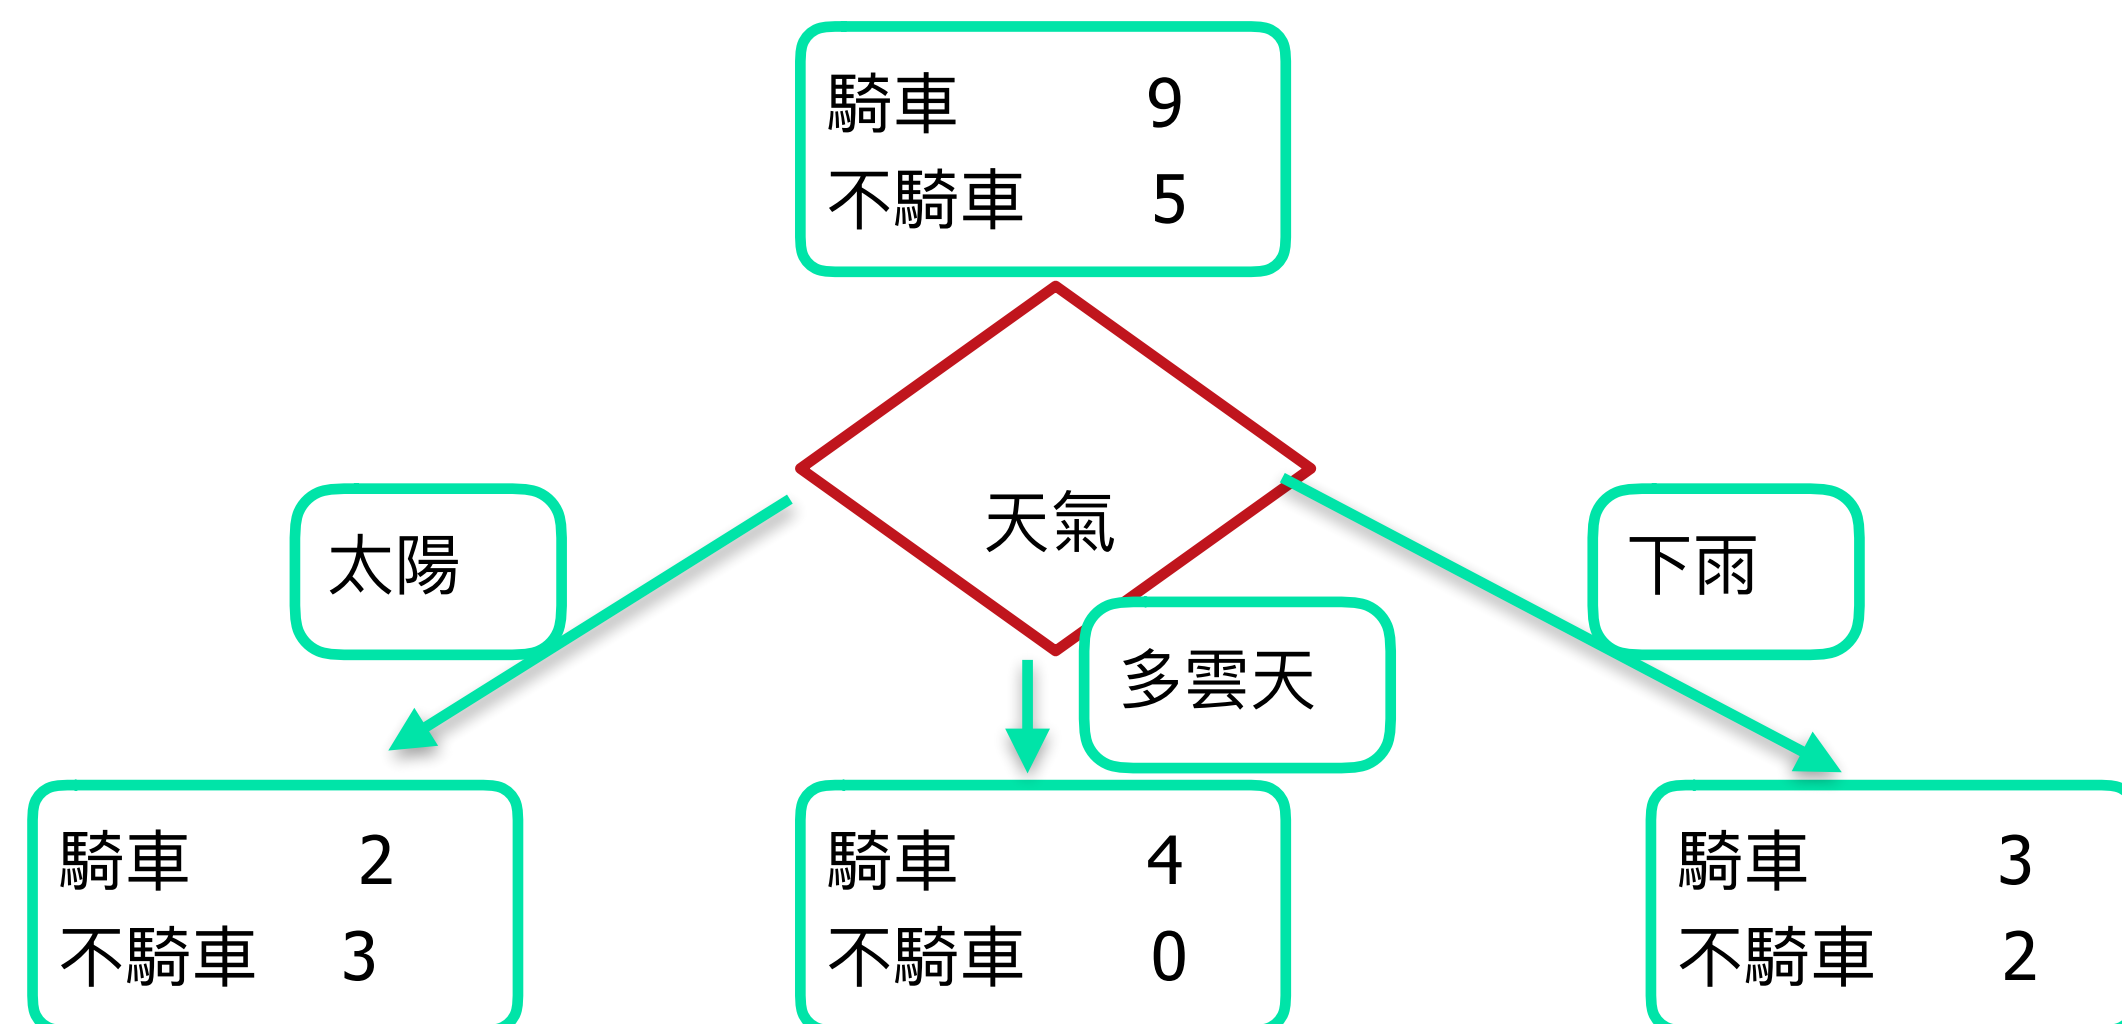 騎車 9
不騎車 5
天氣
太陽
下雨
多雲天
騎車 2
不騎車 3
騎車 4
不騎車 0
騎車 3
不騎車 2